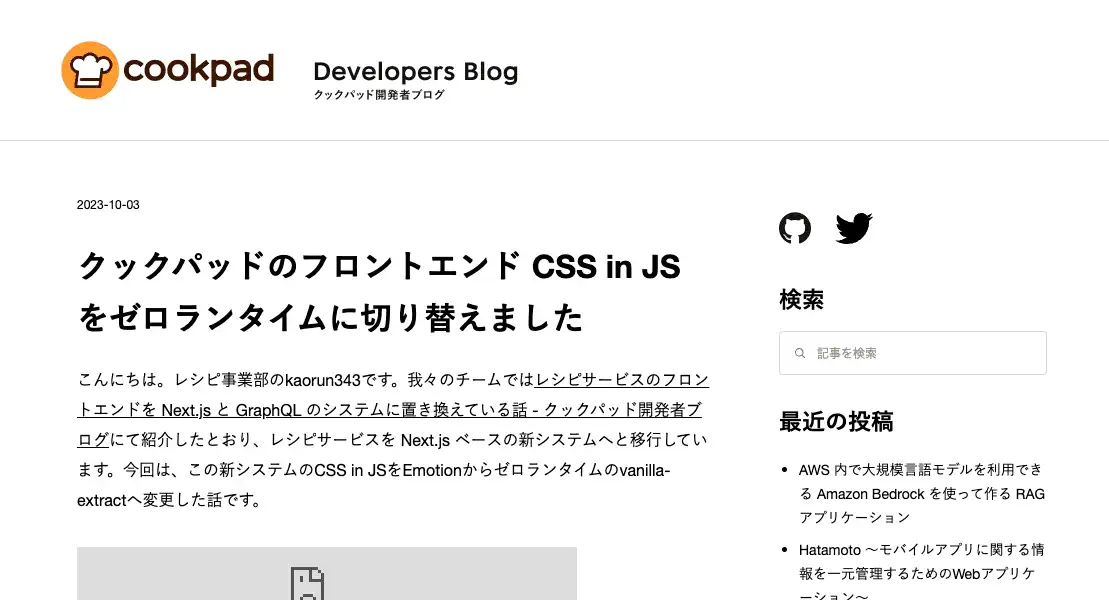 cookpad
Developers Blog
クックパッド開発者ブログ
2023-10-03
クックパッドのフロントエンド CSS in JS
をゼロランタイムに切り替えました
こんにちは。レシピ事業部のkaorun343です。我々のチームではレシピサービスのフロン
トエンドを Next.js と GraphQL のシステムに置き換えている話 - クックパッド開発者ブ
ログにて紹介したとおり、レシピサービスを Next.js ベースの新システムへと移行してい
ます。今回は、この新システムのCSS in JSをEmotionからゼロランタイムのvanilla-
extractへ変更した話です。
検索
記事を検索
最近の投稿
AWS 内で大規模言語モデルを利用でき
る Amazon Bedrock を使って作る RAG
アプリケーション
Hatamoto 〜モバイルアプリに関する情
報を一元管理するためのWebアプリケ
ーション〜